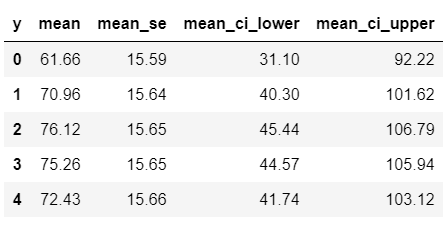 y mean mean_se mean_ci_lower mean_ci_upper
0 61.66 15.59 31.10 92.22
1 70.96 15.64 40.30 101.62
2 76.12 15.65 45.44 106.79
3 75.26 15.65 44.57 105.94
4 72.43 15.66 41.74 103.12